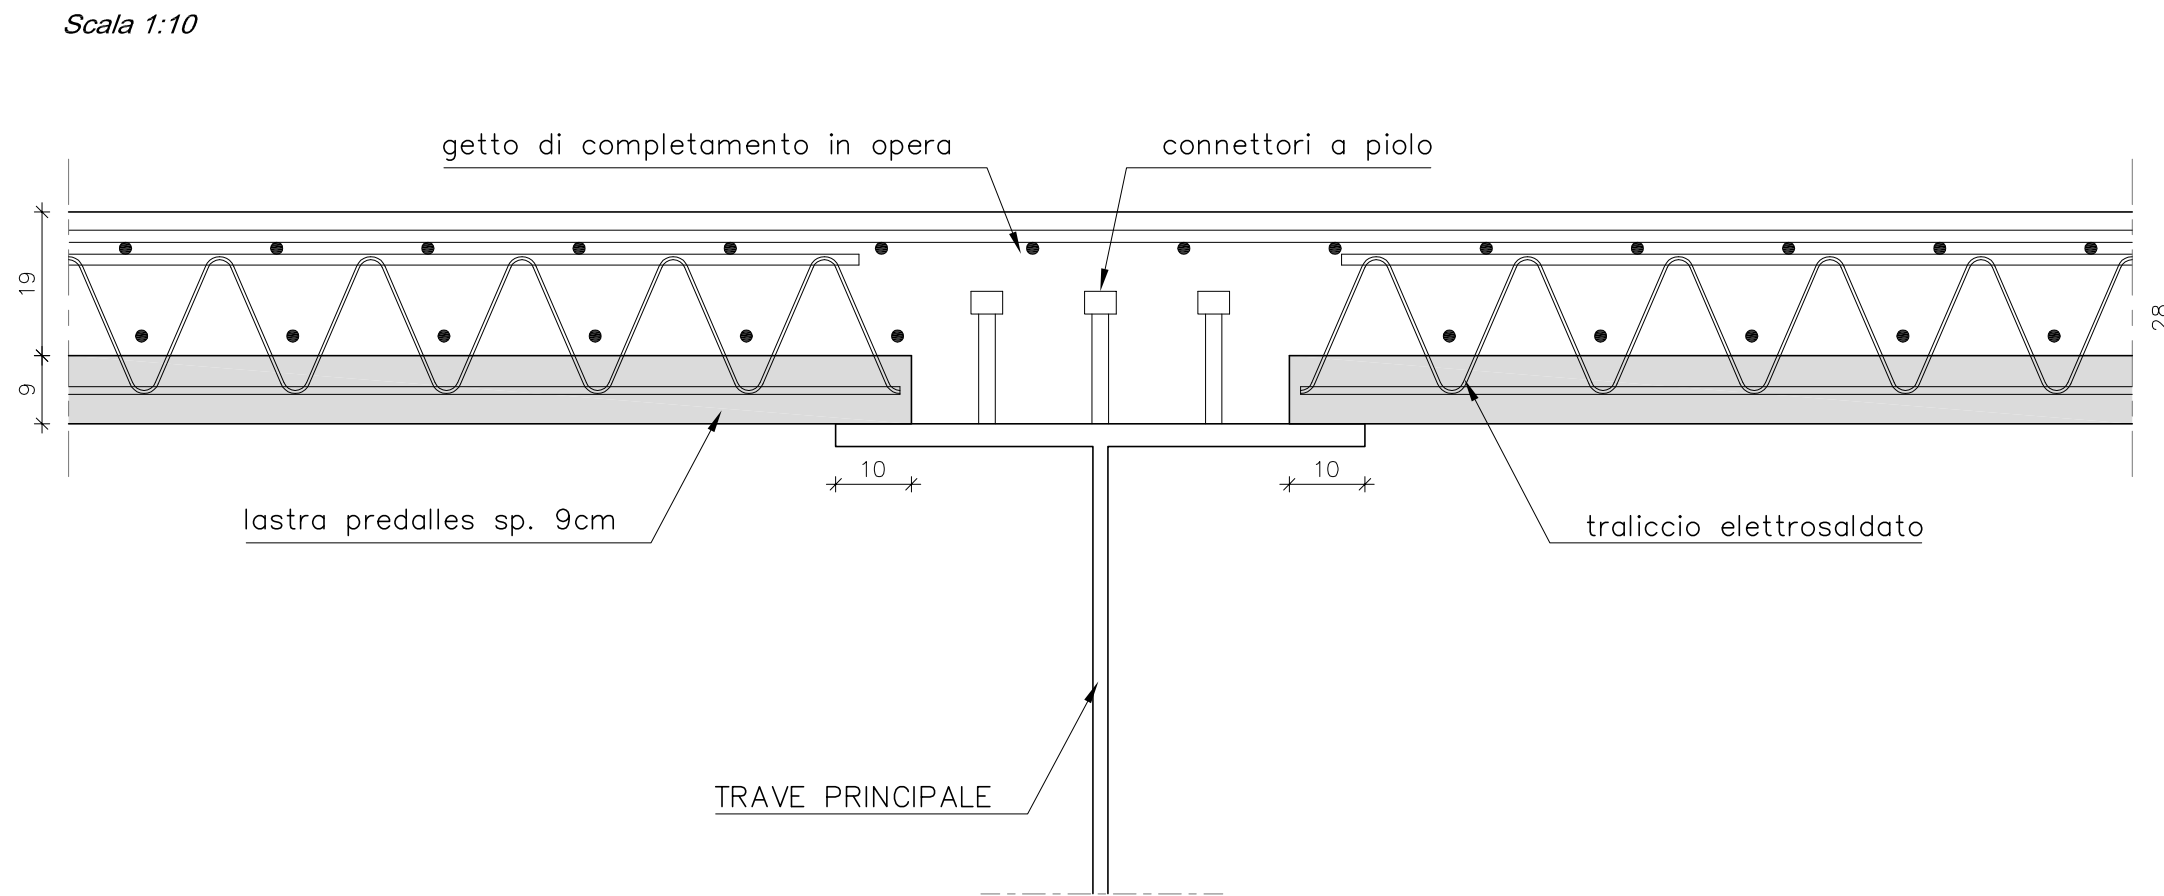 Scala 1:10
getto di completamento in opera
connettori a piolo
19
28
9
10
10
lastra predalles sp. 9cm
traliccio elettrosaldato
TRAVE PRINCIPALE